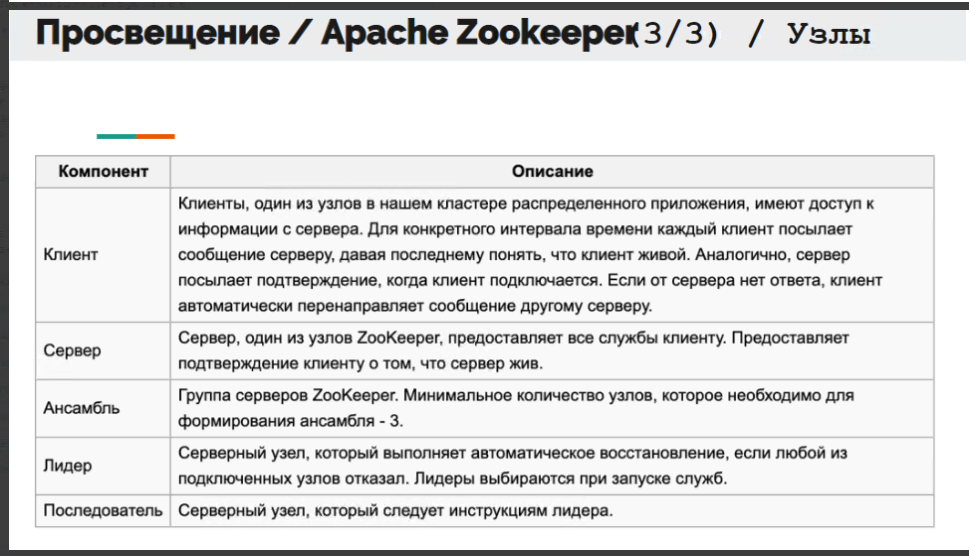 Просвещение / Apache Zookeeper(3/3) / Узлы
Компонент Описание
Клиенты, один из узлов в нашем кластере распределенного приложения, имеют доступ к
информации с сервера. Для конкретного интервала времени каждый клиент посылает
Клиент сообщение серверу, давая последнему понять, что клиент живой. Аналогично, сервер
посылает подтверждение, когда клиент подключается. Если от сервера нет ответа, клиент
автоматически перенаправляет сообщение другому серверу.
Сервер Сервер, один из узлов ZooKeeper, предоставляет все службы клиенту. Предоставляет
подтверждение клиенту о том, что сервер жив.
Ансамбль Группа серверов ZooKeeper. Минимальное количество узлов, которое необходимо для
формирования ансамбля - 3.
Лидер Серверный узел, который выполняет автоматическое восстановление, если любой из
подключенных узлов отказал. Лидеры выбираются при запуске служб.
Последователь Серверный узел, который следует инструкциям лидера.